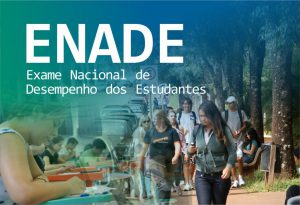 ENADE
Exame Nacional de
Desempenho dos Estudantes